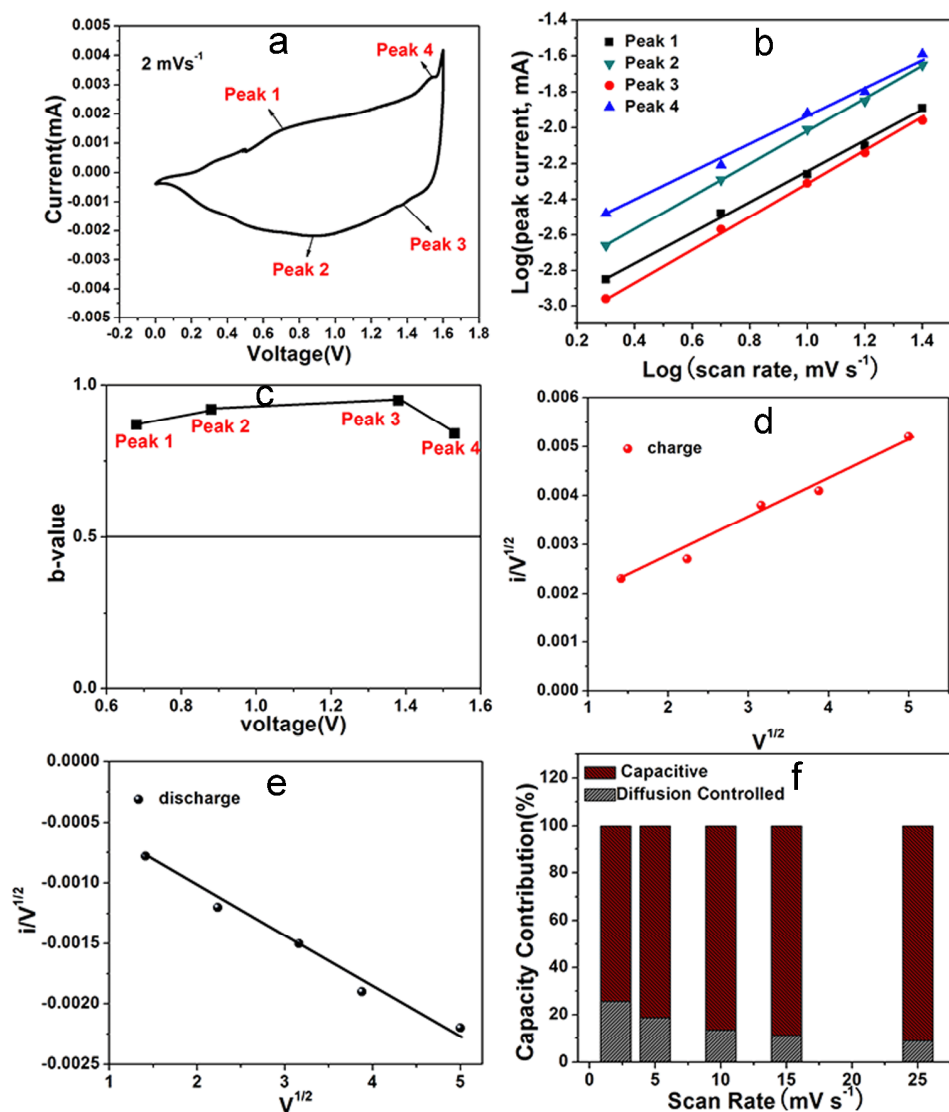 a
2 mVs⁻¹
Peak 4
Peak 1
Peak 2
Peak 3
Current(mA)
0.005
0.004
0.003
0.002
0.001
0.000
-0.001
-0.002
-0.003
-0.004
-0.005
-0.2 0.0 0.2 0.4 0.6 0.8 1.0 1.2 1.4 1.6 1.8
Voltage(V)
b
Peak 1
Peak 2
Peak 3
Peak 4
Log(peak current, mA)
-1.4
-1.6
-1.8
-2.0
-2.2
-2.4
-2.6
-2.8
-3.0
0.2 0.4 0.6 0.8 1.0 1.2 1.4
Log (scan rate, mV s⁻¹)
c
Peak 1
Peak 2
Peak 3
Peak 4
b-value
1.0
0.5
0.0
0.6 0.8 1.0 1.2 1.4 1.6
voltage(V)
d
charge
i/V^1/2
0.006
0.005
0.004
0.003
0.002
0.001
0.000
1 2 3 4 5
V^1/2
e
discharge
i/V^1/2
0.0000
-0.0005
-0.0010
-0.0015
-0.0020
-0.0025
1 2 3 4 5
V^1/2
f
Capacitive
Diffusion Controlled
Capacity Contribution(%)
120
100
80
60
40
20
0
0 5 10 15 20 25
Scan Rate (mV s⁻¹)